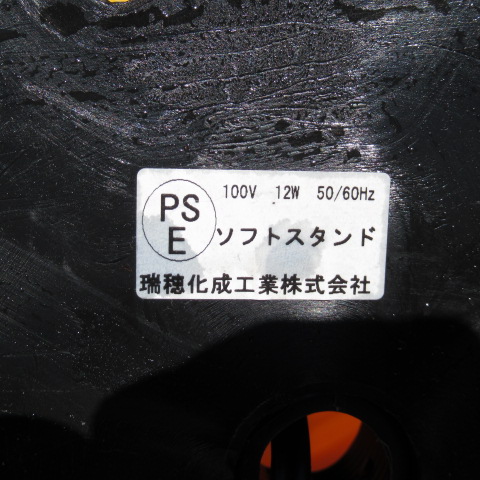 PS
E
100V 12W 50/60Hz
ソフトスタンド
瑞穂化成工業株式会社